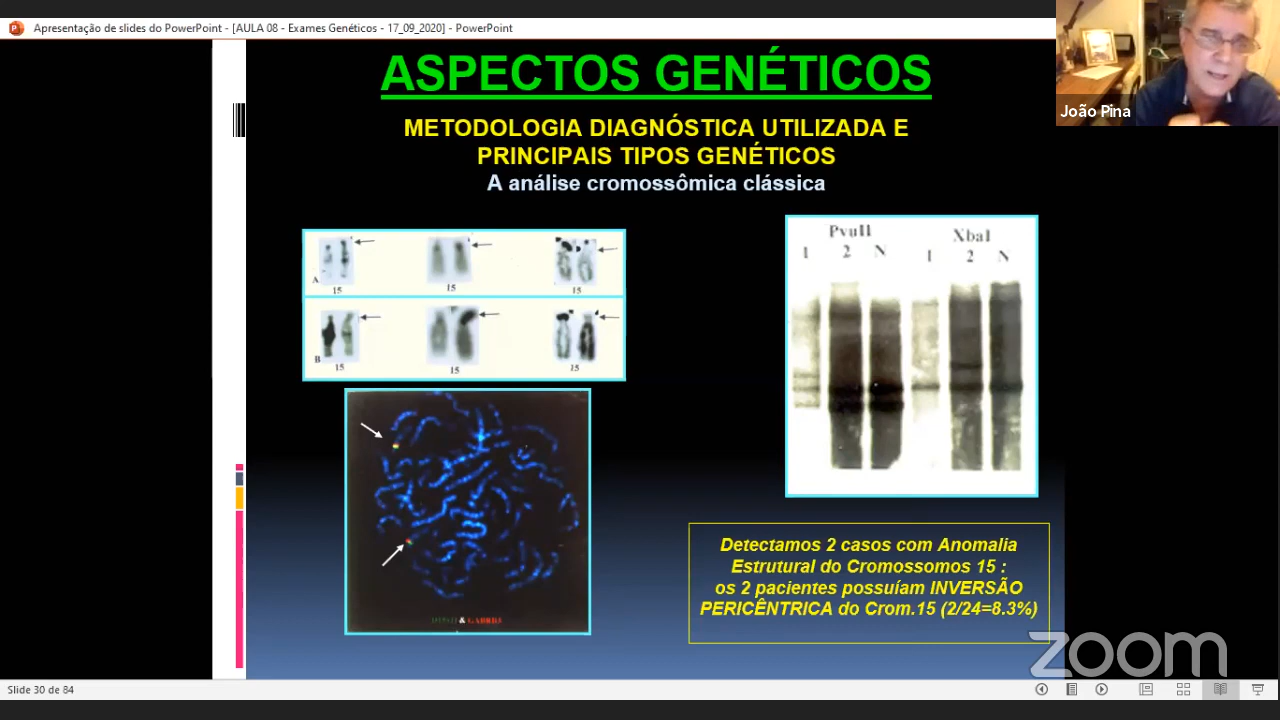 Apresentação de slides do PowerPoint - [AULA 08 - Exames Genéticos - 17_09_2020] - PowerPoint
João Pina
ASPECTOS GENÉTICOS
METODOLOGIA DIAGNÓSTICA UTILIZADA E
PRINCIPAIS TIPOS GENÉTICOS
A análise cromossômica clássica
A
15
15
15
B
15
15
15
PvuII
XbaI
1
2
N
1
2
N
& GABRB3
Detectamos 2 casos com Anomalia
Estrutural do Cromossomos 15 :
os 2 pacientes possuíam INVERSÃO
PERICÊNTRICA do Crom.15 (2/24=8.3%)
zoom
Slide 30 de 84